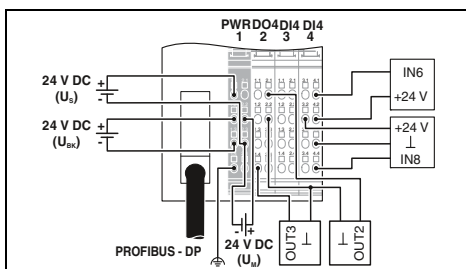 PWR DO4 DI4 DI4
1 2 3 4
24 V DC
(US)
+
-
24 V DC
(UBK)
+
-
IN6
+24 V
+24 V
⊥
IN8
- +
24 V DC
(UM)
PROFIBUS - DP
OUT3
⊥
⊥
OUT2